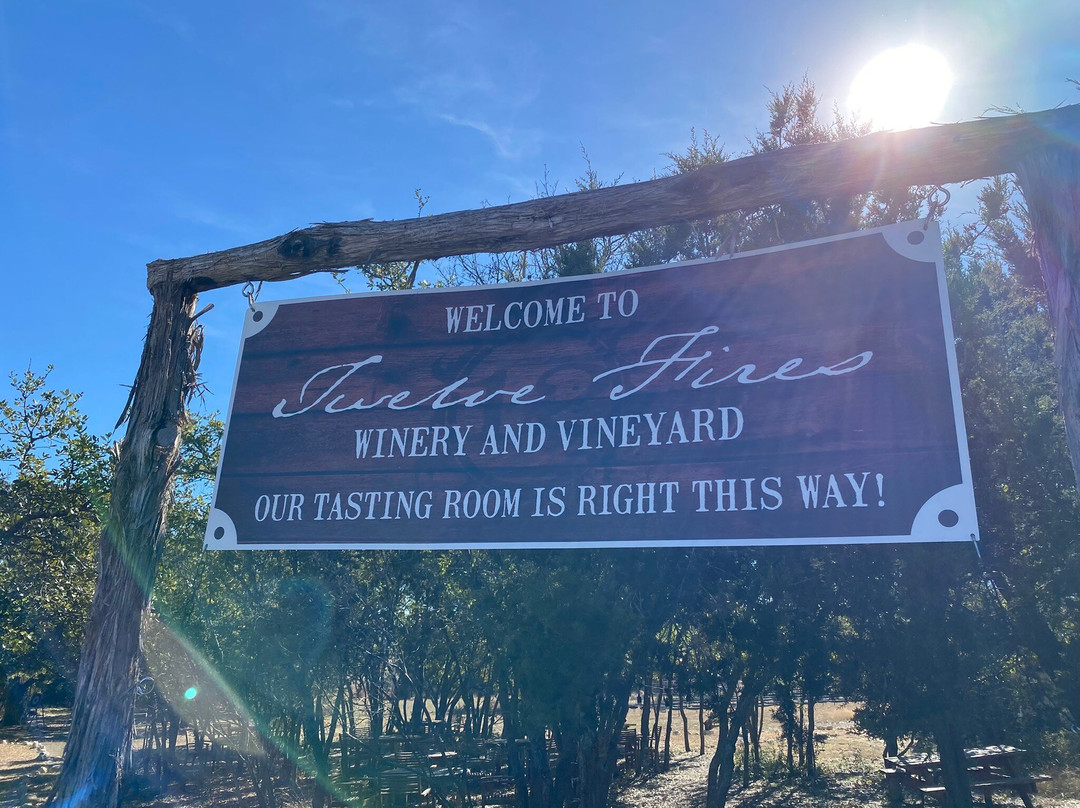 WELCOME TO
Twelve Fires
WINERY AND VINEYARD
OUR TASTING ROOM IS RIGHT THIS WAY!